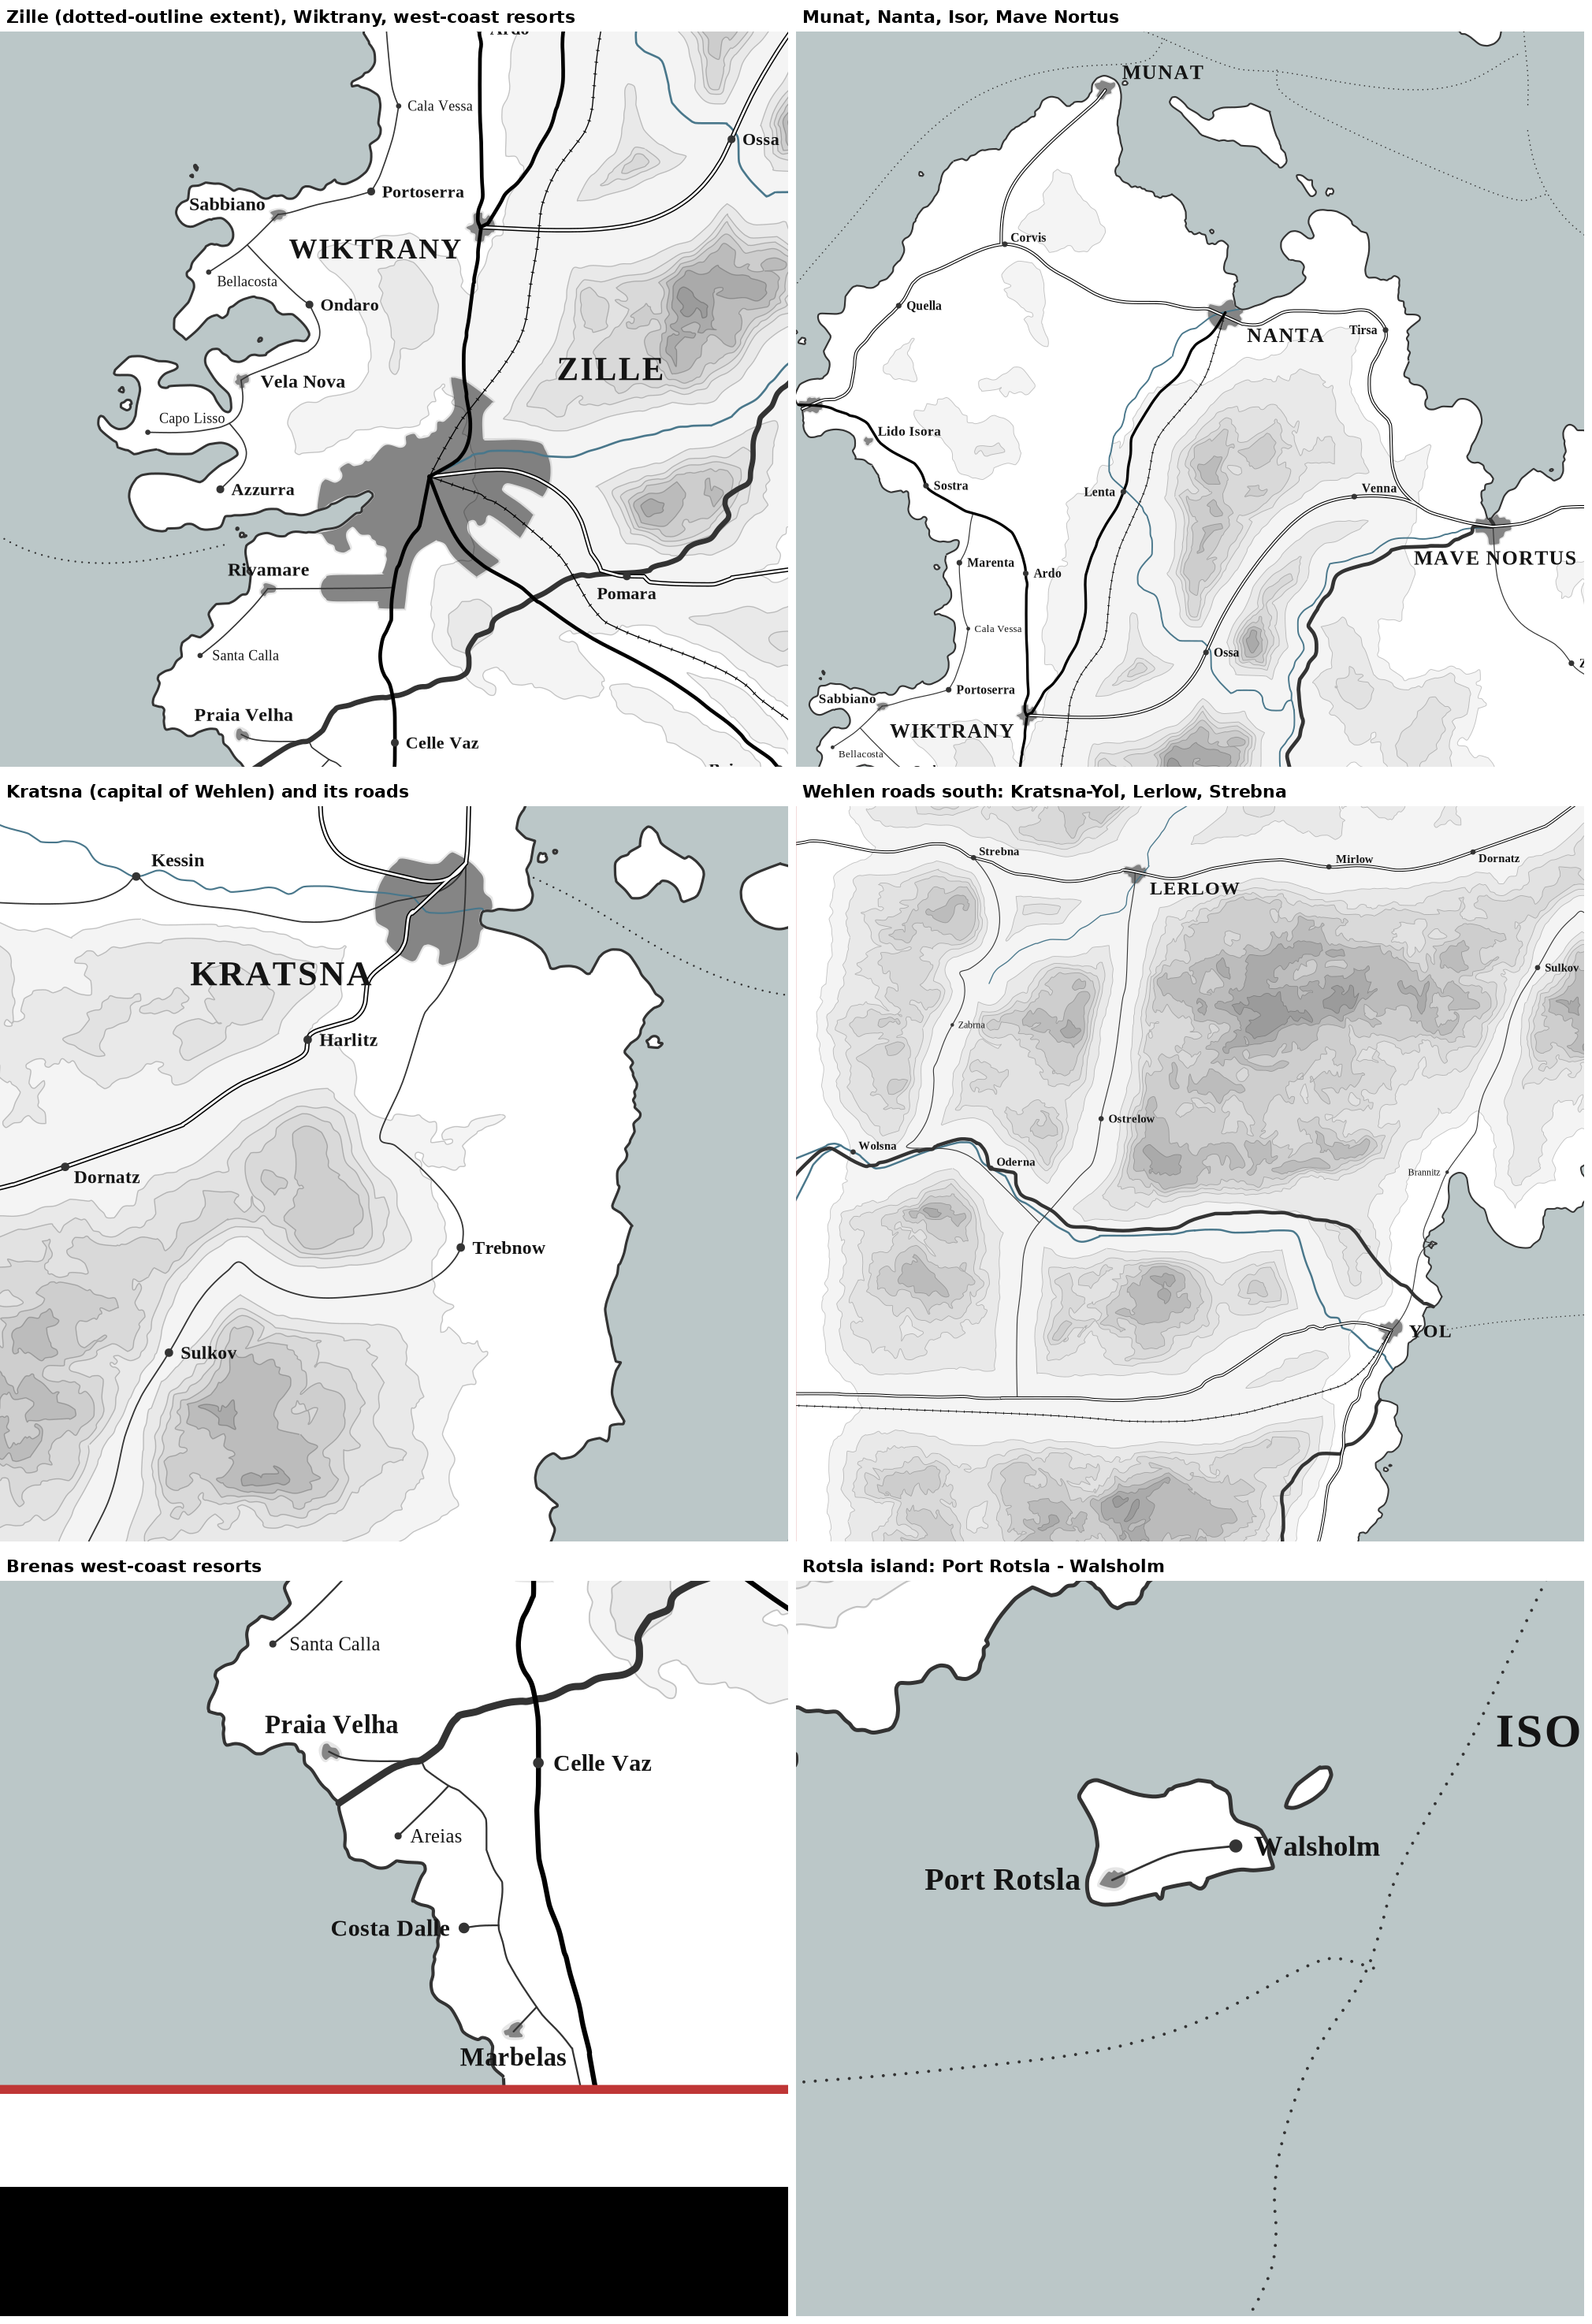 Zille (dotted-outline extent), Wiktrany, west-coast resorts
Ardo
Cala Vessa
Ossa
Portoserra
Sabbiano
WIKTRANY
Bellacosta
Ondaro
ZILLE
Vela Nova
Capo Lisso
Azzurra
Rivamare
Pomara
Santa Calla
Praia Velha
Celle Vaz
Munat, Nanta, Isor, Mave Nortus
MUNAT
Corvis
Quella
NANTA
Tirsa
Lido Isora
Sostra
Lenta
Venna
MAVE NORTUS
Marenta
Ardo
Cala Vessa
Ossa
Portoserra
Sabbiano
WIKTRANY
Bellacosta
Kratsna (capital of Wehlen) and its roads
Kessin
KRATSNA
Harlitz
Dornatz
Trebnow
Sulkov
Wehlen roads south: Kratsna-Yol, Lerlow, Strebna
Strebna
Mirlow
Dornatz
LERLOW
Sulkov
Zabrna
Ostrelow
Wolsna
Oderna
Brannitz
YOL
Brenas west-coast resorts
Santa Calla
Praia Velha
Celle Vaz
Areias
Costa Dalle
Marbelas
Rotsla island: Port Rotsla - Walsholm
ISO
Walsholm
Port Rotsla